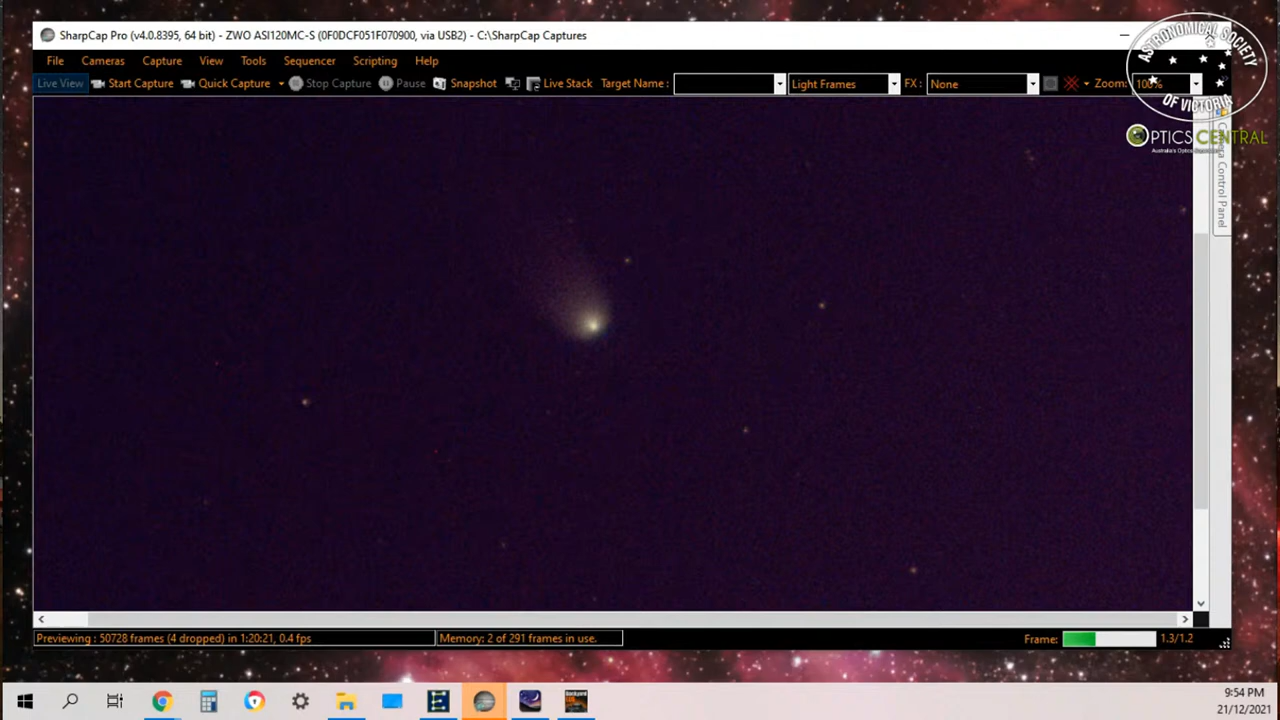 SharpCap Pro (v4.0.8395, 64 bit) - ZWO ASI120MC-S (0F0DCF051F070900, via USB2) - C:\SharpCap Captures
File Cameras Capture View Tools Sequencer Scripting Help
Live View Start Capture Quick Capture Stop Capture Pause Snapshot Live Stack Target Name : Light Frames FX : None Zoom: 100%
ASTRONOMICAL SOCIETY
OF VICTORIA
OPTICS CENTRAL
Camera Control Panel
Previewing : 50728 frames (4 dropped) in 1:20:21, 0.4 fps Memory: 2 of 291 frames in use. Frame: 1.3/1.2
9:54 PM
21/12/2021